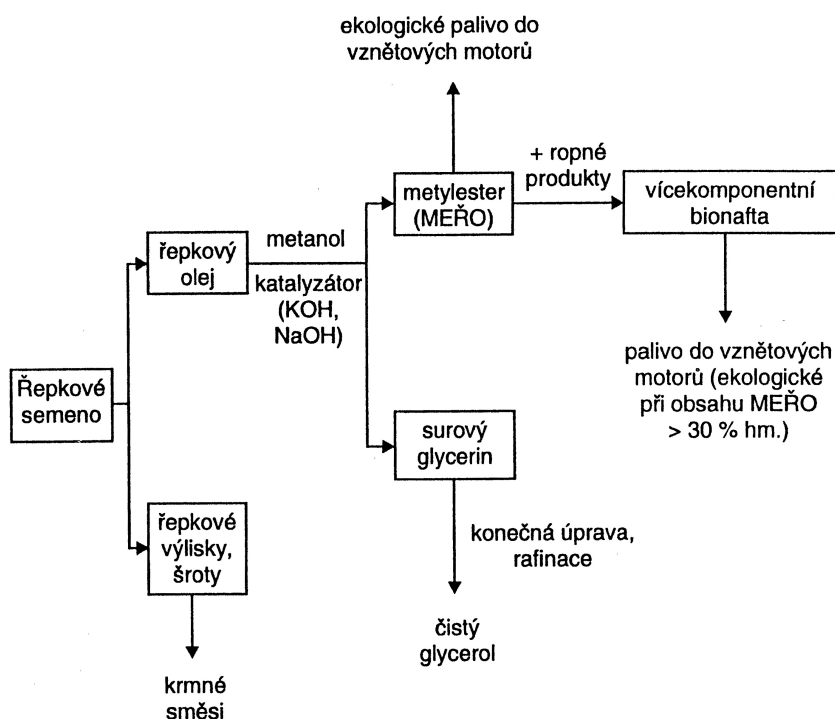 ekologické palivo do
vznětových motorů
+ ropné
produkty
metylester
(MEŘO)
vícekomponentní
bionafta
řepkový
olej
metanol
katalyzátor
(KOH,
NaOH)
palivo do vznětových
motorů (ekologické
při obsahu MEŘO
> 30 % hm.)
Řepkové
semeno
surový
glycerin
řepkové
výlisky,
šroty
konečná úprava,
rafinace
čistý
glycerol
krmné
směsi